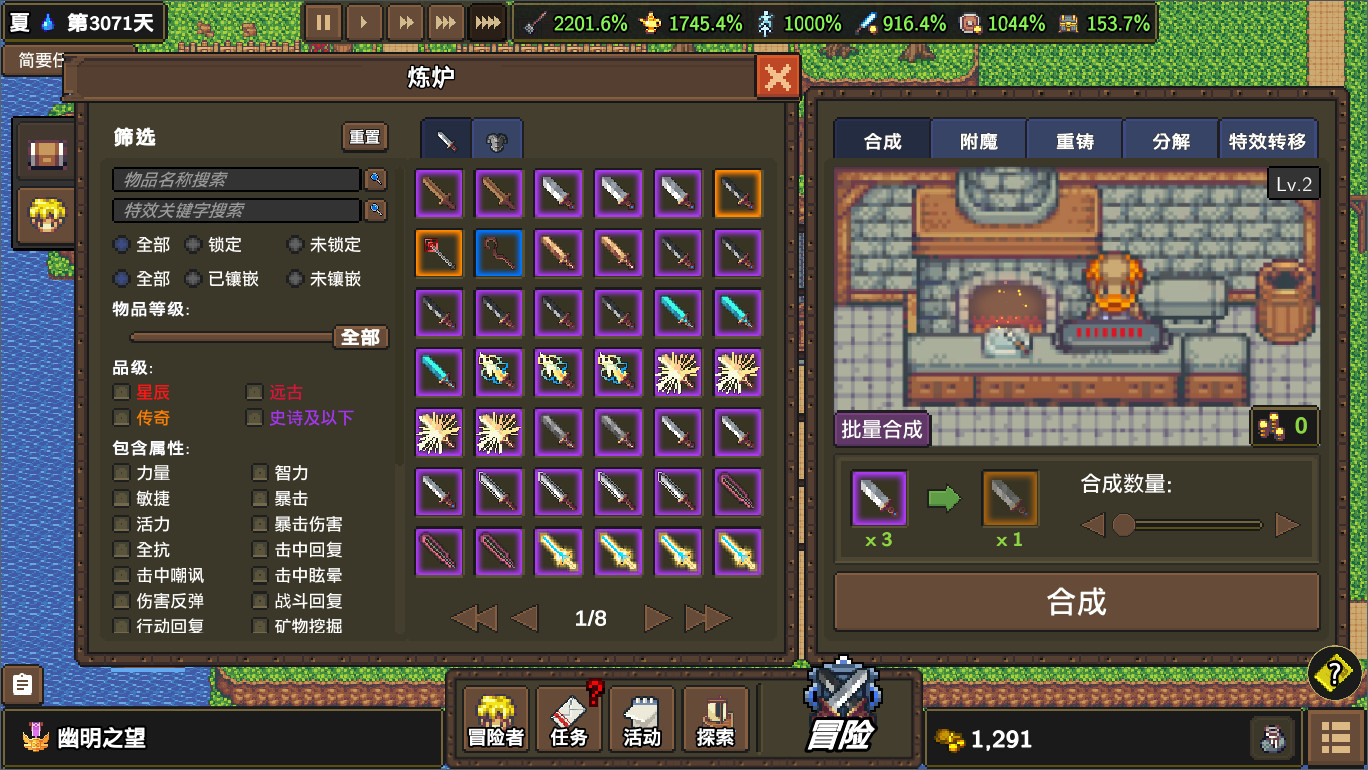 夏 第3071天
2201.6% 1745.4% 1000% 916.4% 1044% 153.7%
简要任
炼炉
筛选 重置
物品名称搜索
特效关键字搜索
全部 锁定 未锁定
全部 已镶嵌 未镶嵌
物品等级:
全部
品级:
星辰 远古
传奇 史诗及以下
包含属性:
力量 智力
敏捷 暴击
活力 暴击伤害
全抗 击中回复
击中嘲讽 击中眩晕
伤害反弹 战斗回复
行动回复 矿物挖掘
1/8
合成 附魔 重铸 分解 特效转移
Lv.2
批量合成 0
合成数量:
x 3 x 1
合成
?
?
冒险者 任务 活动 探索 冒险
幽明之望
1,291